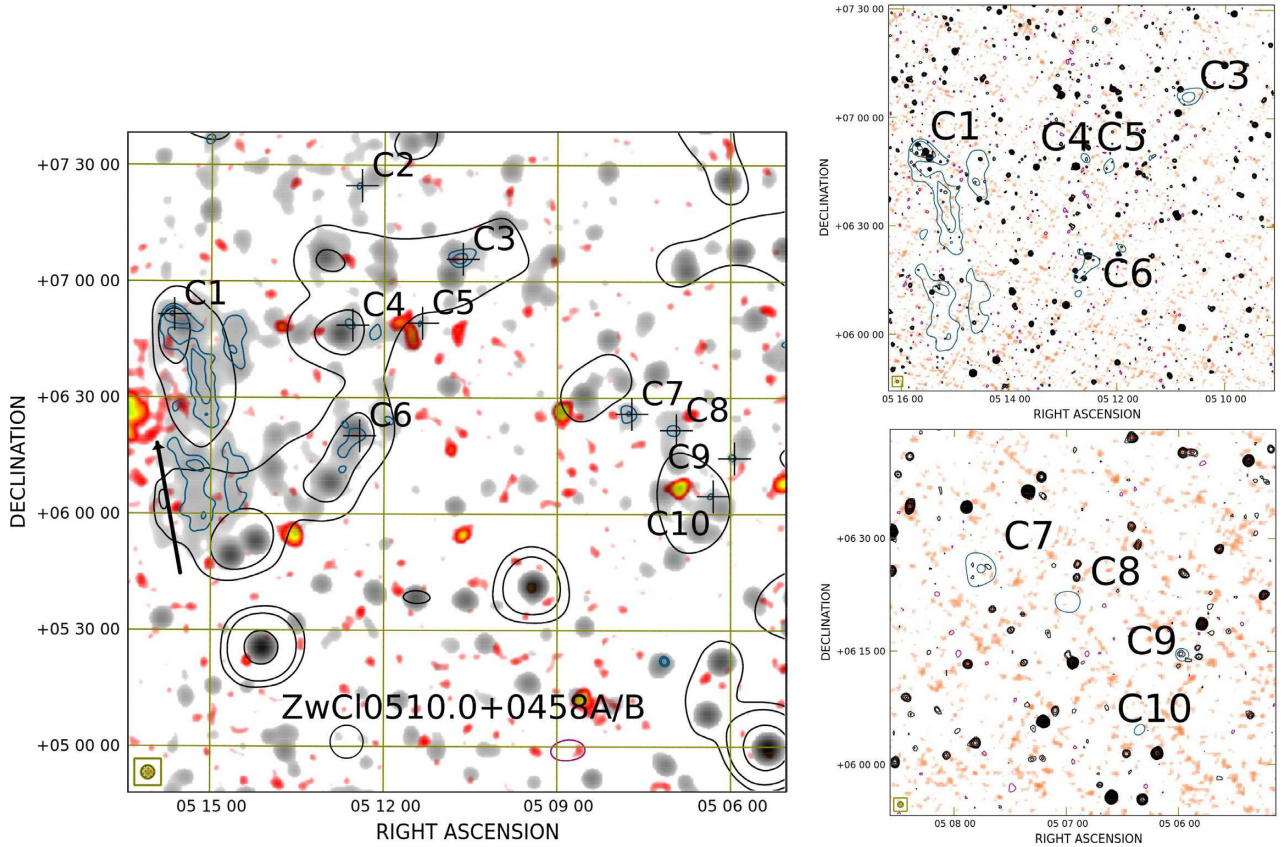 C2
C3
C1
C4
C5
C6
C7
C8
C9
C10
ZwCl0510.0+0458A/B
+07 30 00
+07 00 00
+06 30 00
+06 00 00
+05 30 00
+05 00 00
DECLINATION
05 15 00
05 12 00
05 09 00
05 06 00
RIGHT ASCENSION
C3
C1
C4
C5
C6
+07 30 00
+07 00 00
+06 30 00
+06 00 00
DECLINATION
05 16 00
05 14 00
05 12 00
05 10 00
RIGHT ASCENSION
C7
C8
C9
C10
+06 30 00
+06 15 00
+06 00 00
DECLINATION
05 08 00
05 07 00
05 06 00
RIGHT ASCENSION